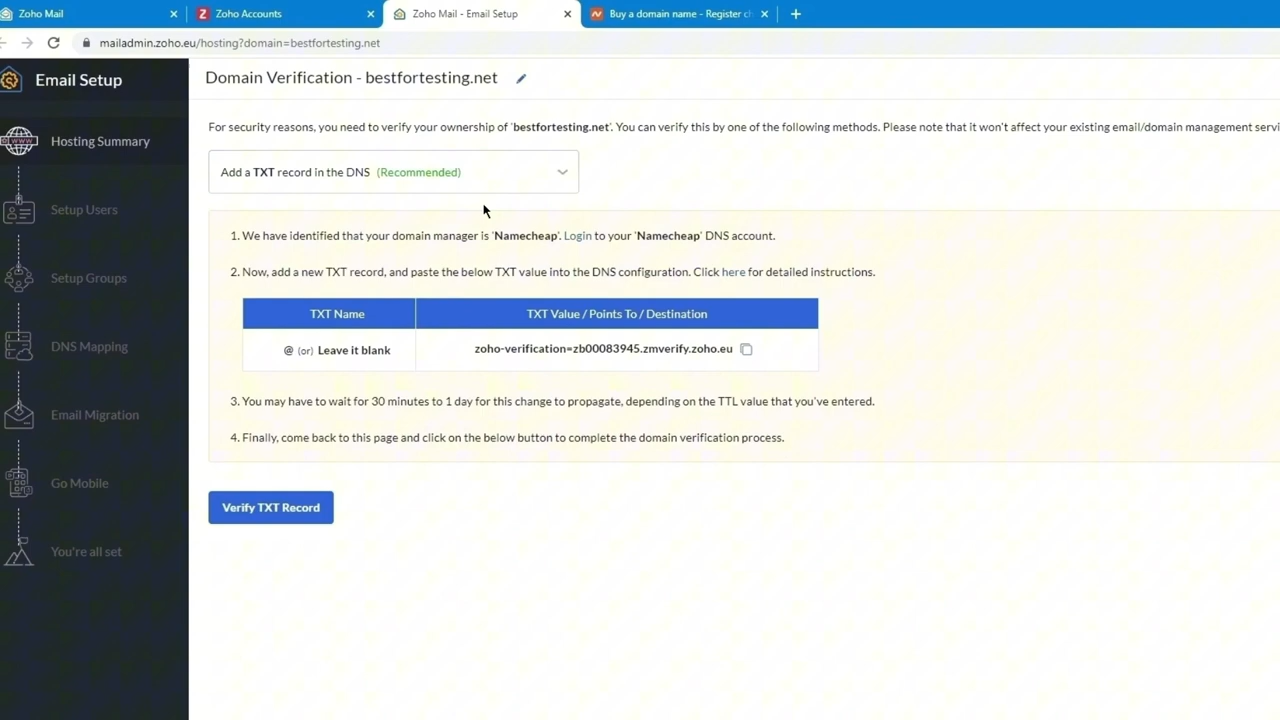 Zoho Mail
Zoho Accounts
Zoho Mail - Email Setup
Buy a domain name - Register ch
mailadmin.zoho.eu/hosting?domain=bestfortesting.net
Email Setup
Hosting Summary
Setup Users
Setup Groups
DNS Mapping
Email Migration
Go Mobile
You're all set
Domain Verification - bestfortesting.net
For security reasons, you need to verify your ownership of 'bestfortesting.net'. You can verify this by one of the following methods. Please note that it won't affect your existing email/domain management servi
Add a TXT record in the DNS (Recommended)
1. We have identified that your domain manager is 'Namecheap'. Login to your 'Namecheap' DNS account.
2. Now, add a new TXT record, and paste the below TXT value into the DNS configuration. Click here for detailed instructions.
TXT Name TXT Value / Points To / Destination
@ (or) Leave it blank zoho-verification=zb00083945.zmverify.zoho.eu
3. You may have to wait for 30 minutes to 1 day for this change to propagate, depending on the TTL value that you've entered.
4. Finally, come back to this page and click on the below button to complete the domain verification process.
Verify TXT Record